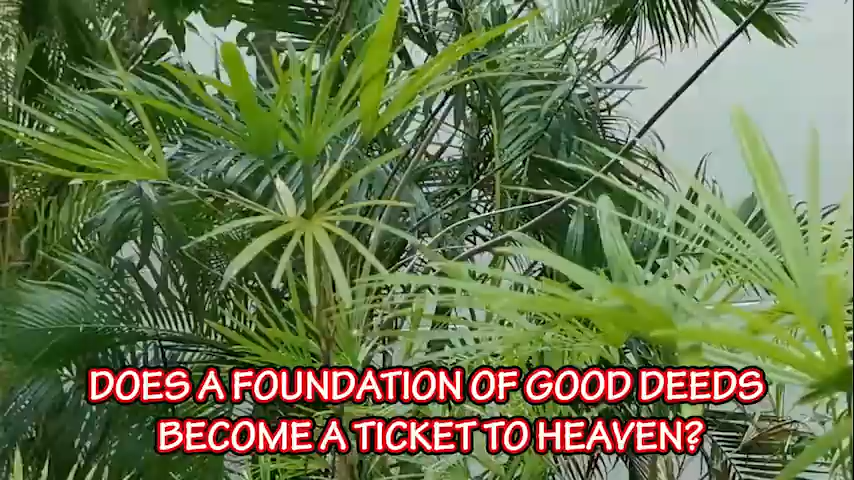 DOES A FOUNDATION OF GOOD DEEDS
BECOME A TICKET TO HEAVEN?